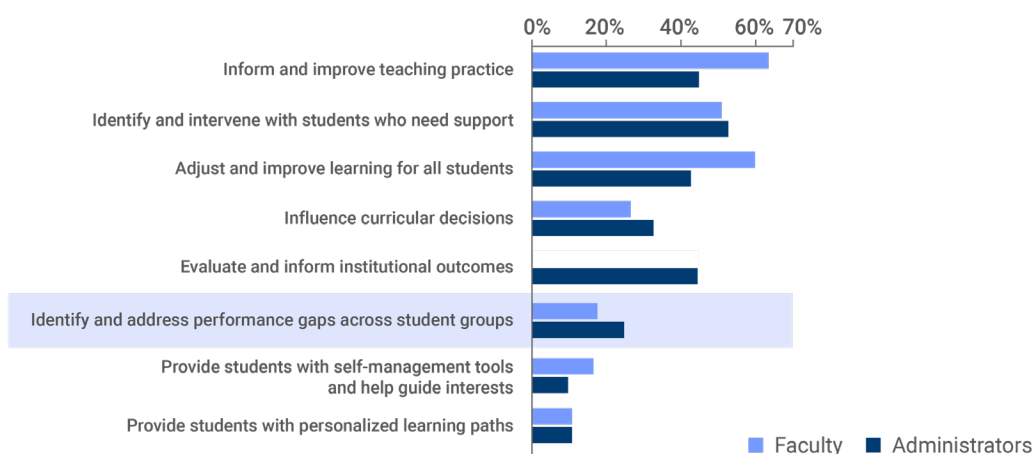 0% 20% 40% 60% 70%
Inform and improve teaching practice
Identify and intervene with students who need support
Adjust and improve learning for all students
Influence curricular decisions
Evaluate and inform institutional outcomes
Identify and address performance gaps across student groups
Provide students with self-management tools
and help guide interests
Provide students with personalized learning paths
Faculty Administrators